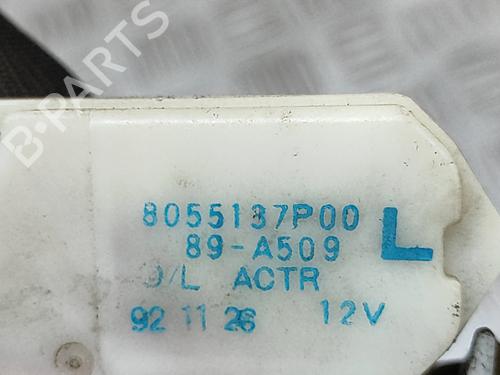 B-PARTS
8055137P00
89-A509
D/L ACTR
L
92 11 26 12V